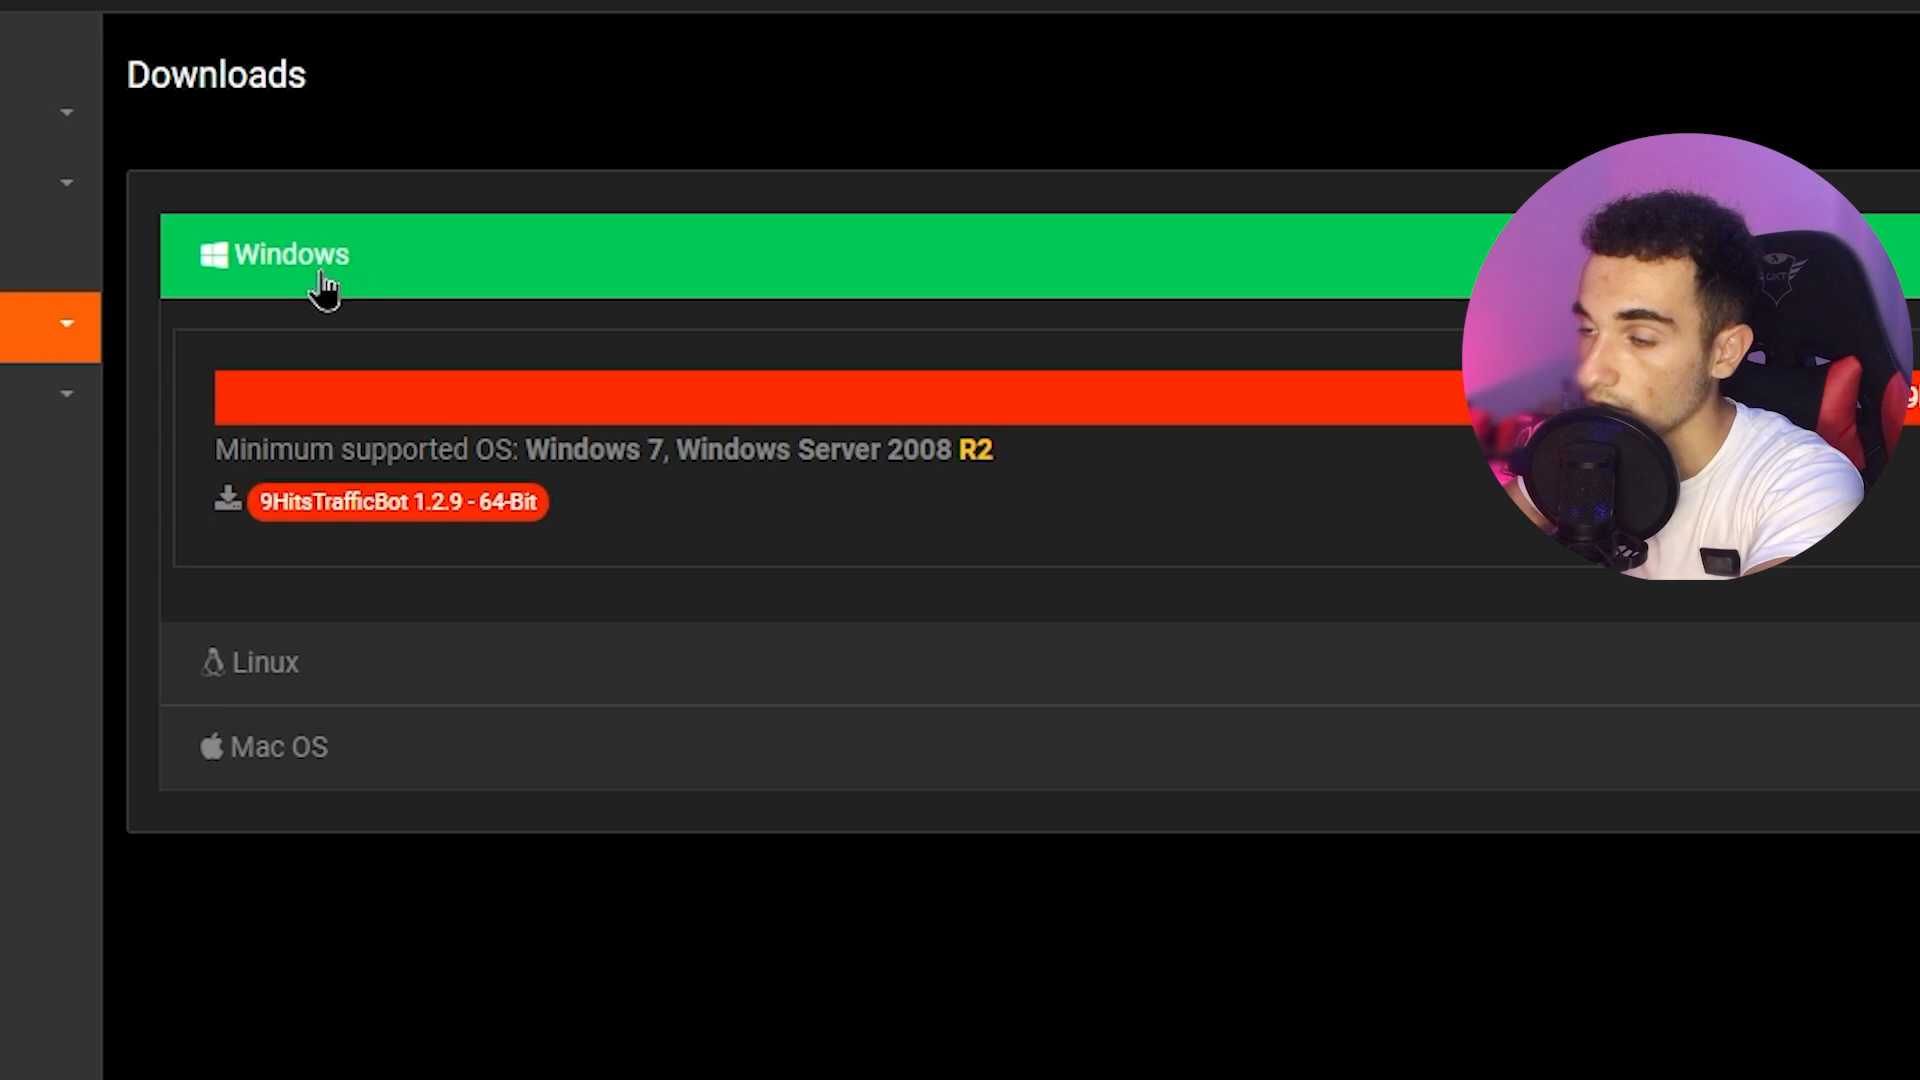 Downloads
Windows
Minimum supported OS: Windows 7, Windows Server 2008 R2
9HitsTrafficBot 1.2.9 - 64-Bit
Linux
Mac OS